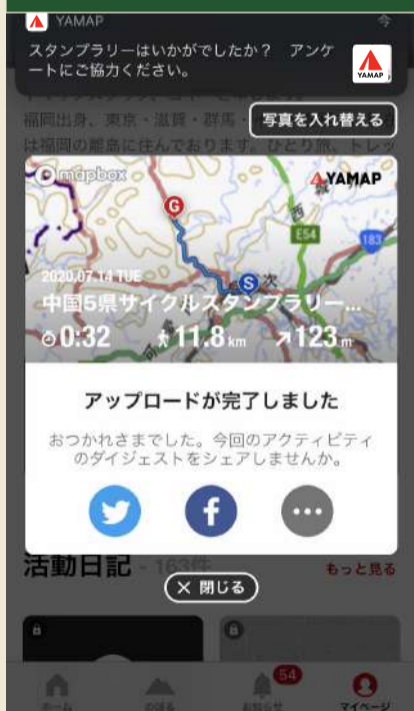 YAMAP
今
スタンプラリーはいかがでしたか？ アンケ
ートにご協力ください。
YAMAP
福岡出身、東京・滋賀・群馬・
写真を入れ替える
は福岡の離島に住んでおります。ひとり旅、トレッ
mapbox
YAMAP
G
西
E54
183
S
次
2020.07.14 TUE
中国5県サイクルスタンプラリー...
0:32
11.8 km
123 m
アップロードが完了しました
おつかれさまでした。今回のアクティビティ
のダイジェストをシェアしませんか。
活動日記 - 163件
もっと見る
× 閉じる
54
ホーム
のぼる
お知らせ
マイページ